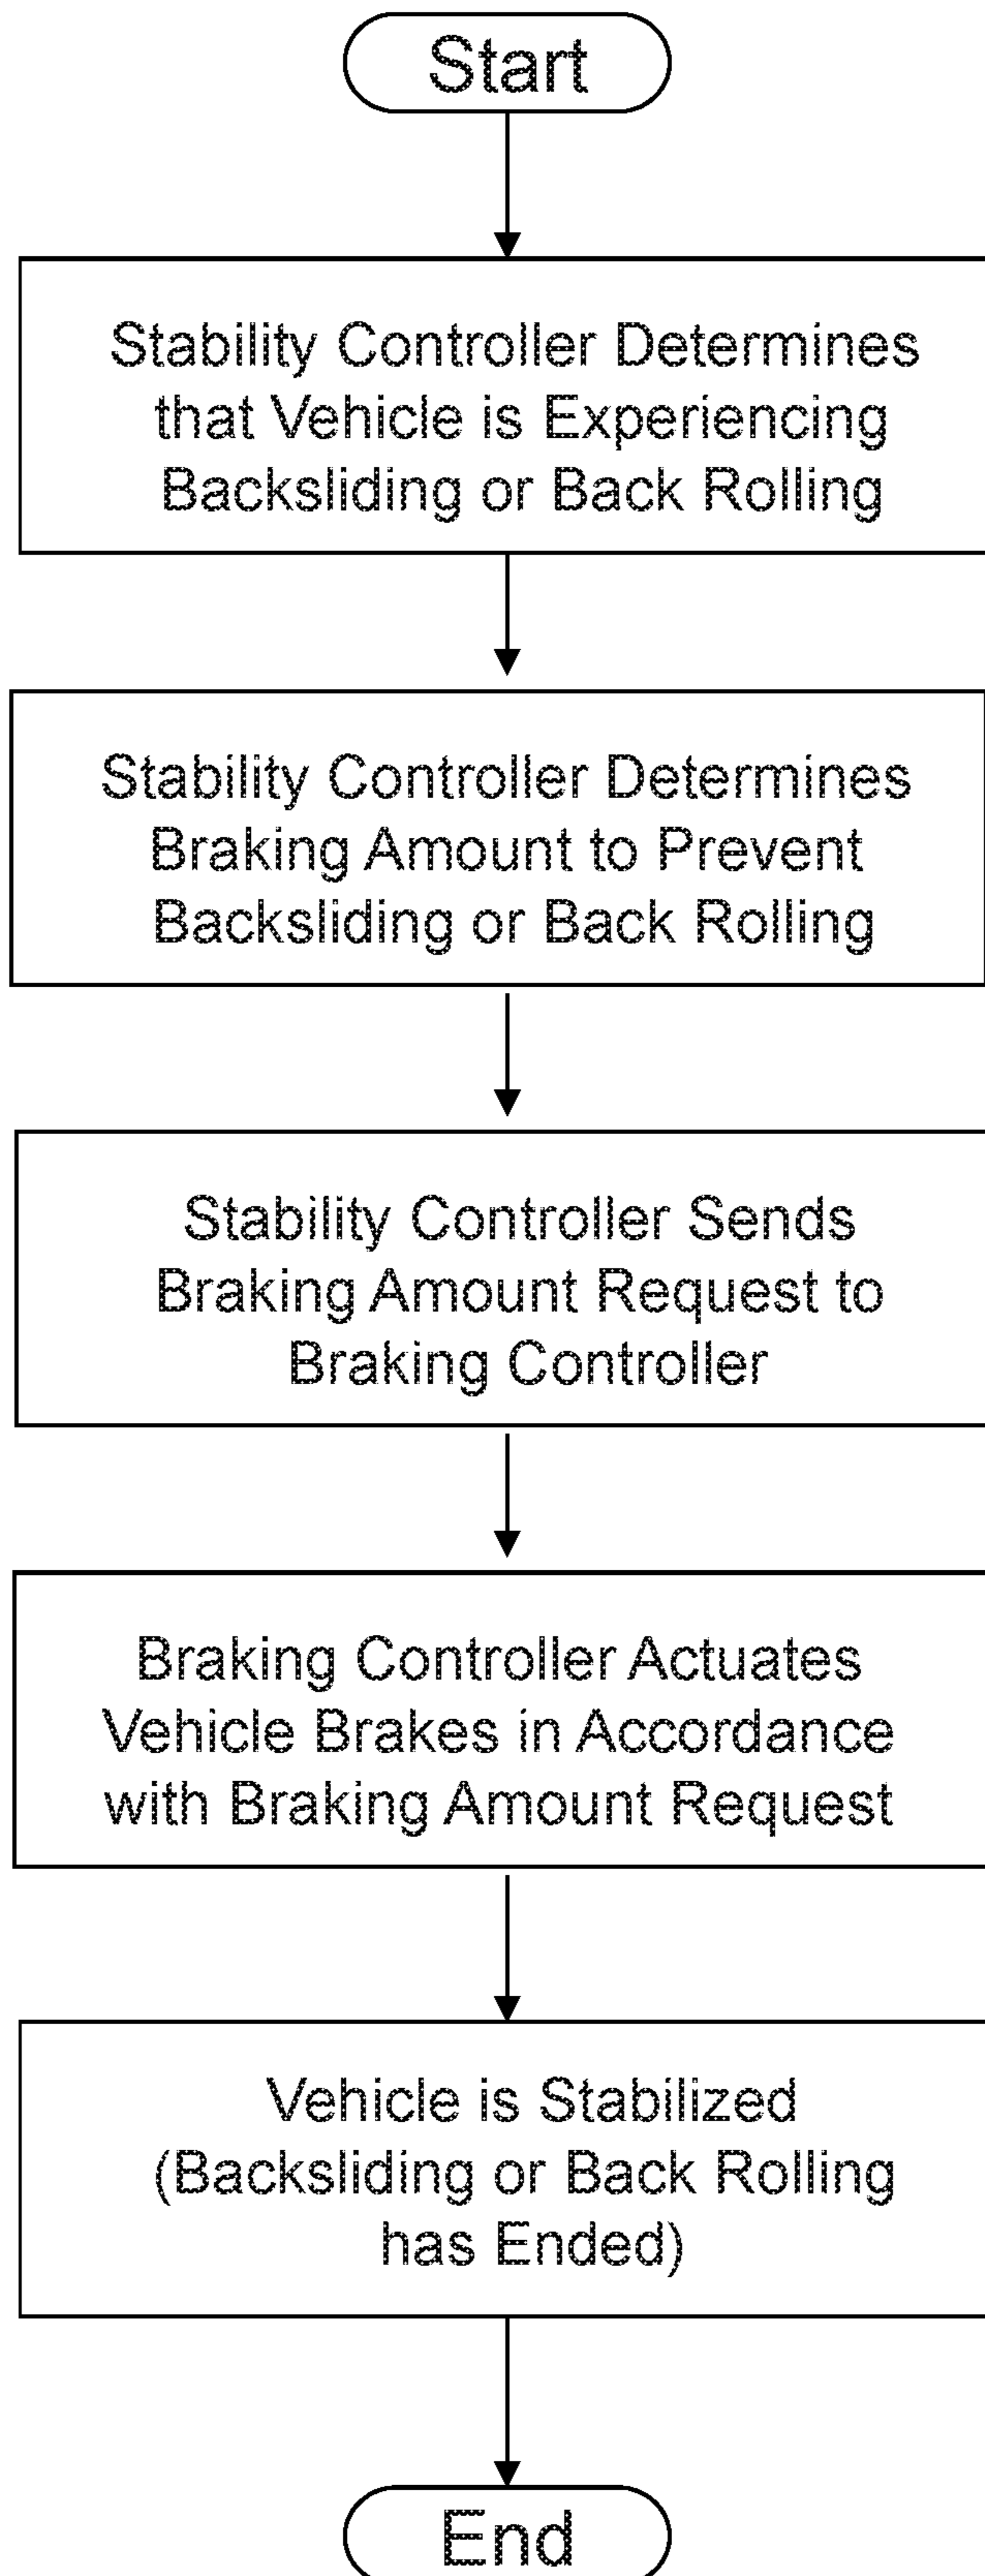 Start
Stability Controller Determines
that Vehicle is Experiencing
Backsliding or Back Rolling
Stability Controller Determines
Braking Amount to Prevent
Backsliding or Back Rolling
Stability Controller Sends
Braking Amount Request to
Braking Controller
Braking Controller Actuates
Vehicle Brakes in Accordance
with Braking Amount Request
Vehicle is Stabilized
(Backsliding or Back Rolling
has Ended)
End